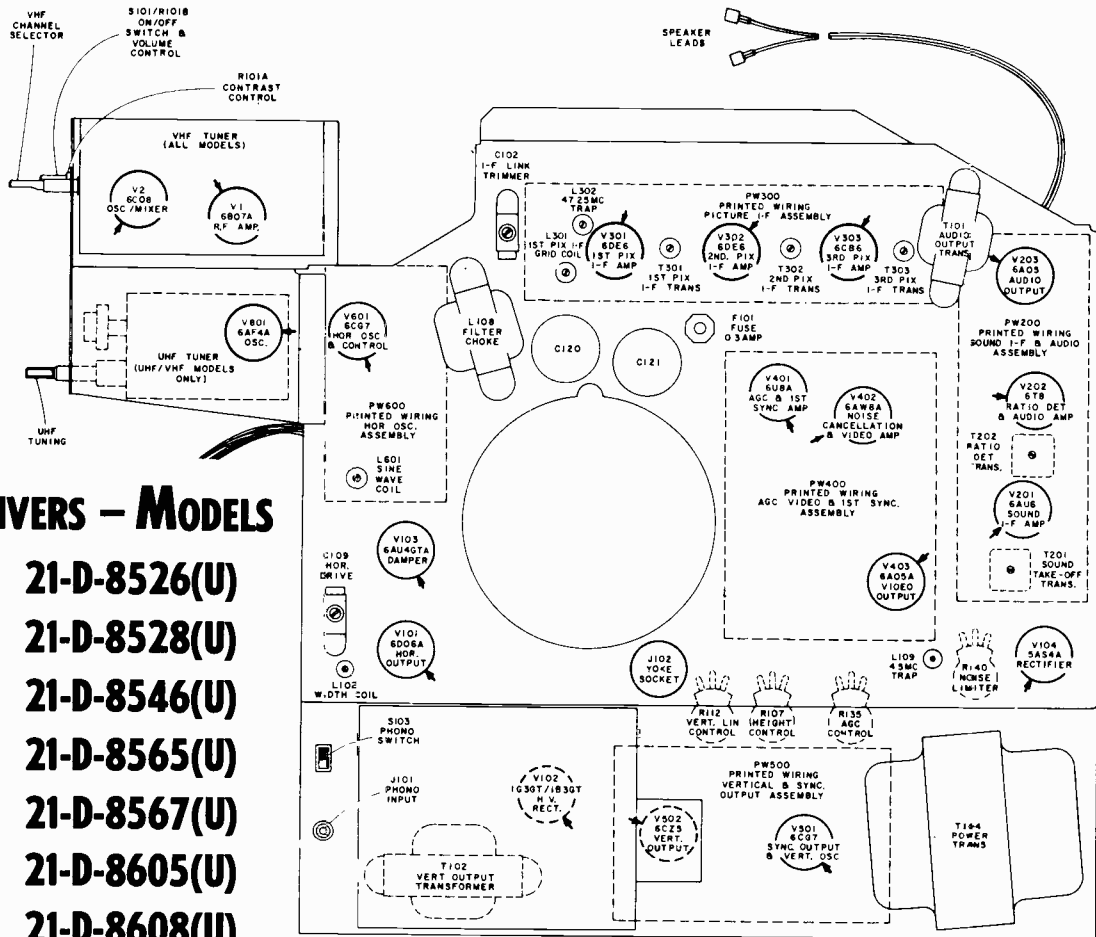 VHF
CHANNEL
SELECTOR
S101/R101B
ON/OFF
SWITCH &
VOLUME
CONTROL
R101A
CONTRAST
CONTROL
SPEAKER
LEADS
VHF TUNER
(ALL MODELS)
V2
6CQ8
OSC/MIXER
V1
6BQ7A
R.F. AMP.
C102
I-F LINK
TRIMMER
L302
47.25MC
TRAP
L301
1ST PIX I-F
GRID COIL
V301
6DE6
1ST PIX
I-F AMP
T301
1ST PIX
I-F TRANS
PW300
PRINTED WIRING
PICTURE I-F ASSEMBLY
V302
6DE6
2ND. PIX
I-F AMP
T302
2ND PIX
I-F TRANS
V303
6CB6
3RD PIX
I-F AMP
T303
3RD PIX
I-F TRANS
T101
AUDIO
OUTPUT
TRANS
V203
6AQ5
AUDIO
OUTPUT
PW200
PRINTED WIRING
SOUND I-F & AUDIO
ASSEMBLY
V202
6T8
RATIO DET
& AUDIO AMP
T202
RATIO
DET
TRANS.
V201
6AU6
SOUND
I-F AMP
T201
SOUND
TAKE-OFF
TRANS.
V801
6AF4A
OSC.
UHF TUNER
(UHF/VHF MODELS
ONLY)
UHF
TUNING
V601
6CG7
HOR OSC
& CONTROL
L108
FILTER
CHOKE
C120
C121
F101
FUSE
0.3AMP
PW600
PRINTED WIRING
HOR OSC.
ASSEMBLY
L601
SINE
WAVE
COIL
V401
6U8A
AGC & 1ST
SYNC AMP
V402
6AW8A
NOISE
CANCELLATION
& VIDEO AMP
PW400
PRINTED WIRING
AGC VIDEO & 1ST SYNC.
ASSEMBLY
V403
6AQ5A
VIDEO
OUTPUT
IVERS – MODELS
21-D-8526(U)
21-D-8528(U)
21-D-8546(U)
21-D-8565(U)
21-D-8567(U)
21-D-8605(U)
21-D-8608(U)
V103
6AU4GTA
DAMPER
C109
HOR.
DRIVE
V101
6DQ6A
HOR.
OUTPUT
L102
WIDTH COIL
J102
YOKE
SOCKET
L109
4.5MC
TRAP
R140
NOISE
LIMITER
V104
5AS4A
RECTIFIER
R112
VERT. LIN
CONTROL
R107
(HEIGHT)
CONTROL
R135
AGC
CONTROL
S103
PHONO
SWITCH
J101
PHONO
INPUT
V102
1G3GT/1B3GT
H.V.
RECT.
T102
VERT OUTPUT
TRANSFORMER
PW500
PRINTED WIRING
VERTICAL & SYNC.
OUTPUT ASSEMBLY
V502
6CZ5
VERT.
OUTPUT
V501
6CG7
SYNC OUTPUT
& VERT. OSC
POWER
TRANS